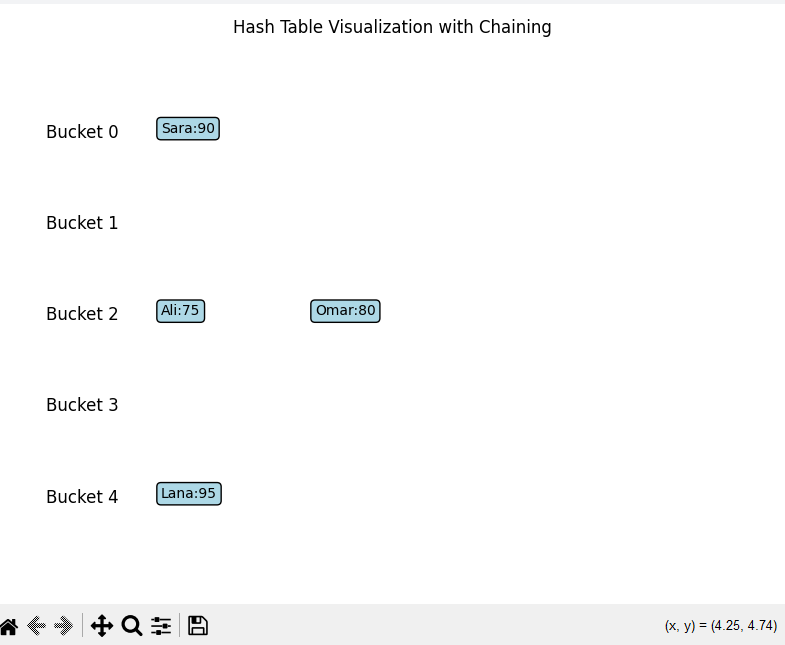 Hash Table Visualization with Chaining
Bucket 0 Sara:90
Bucket 1
Bucket 2 Ali:75 Omar:80
Bucket 3
Bucket 4 Lana:95
(x, y) = (4.25, 4.74)